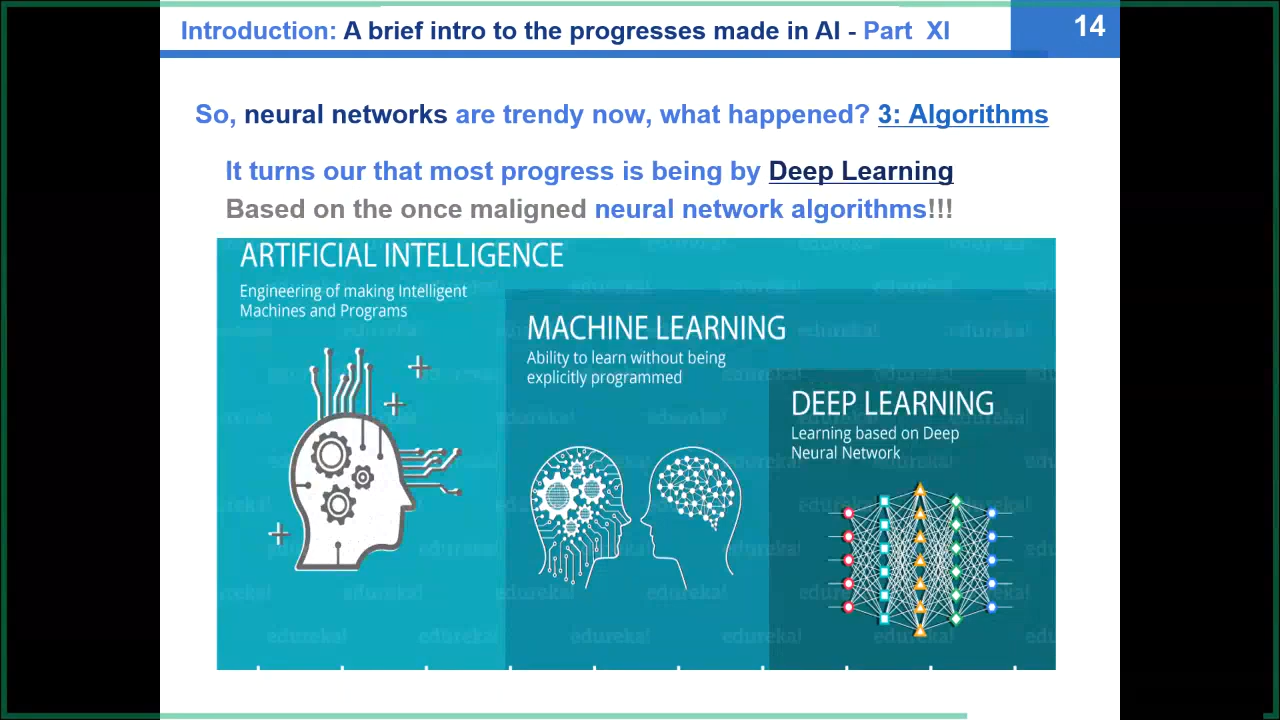 Introduction: A brief intro to the progresses made in AI - Part XI
14
So, neural networks are trendy now, what happened? 3: Algorithms
It turns our that most progress is being by Deep Learning
Based on the once maligned neural network algorithms!!!
ARTIFICIAL INTELLIGENCE
Engineering of making Intelligent
Machines and Programs
MACHINE LEARNING
Ability to learn without being
explicitly programmed
DEEP LEARNING
Learning based on Deep
Neural Network
edureka!